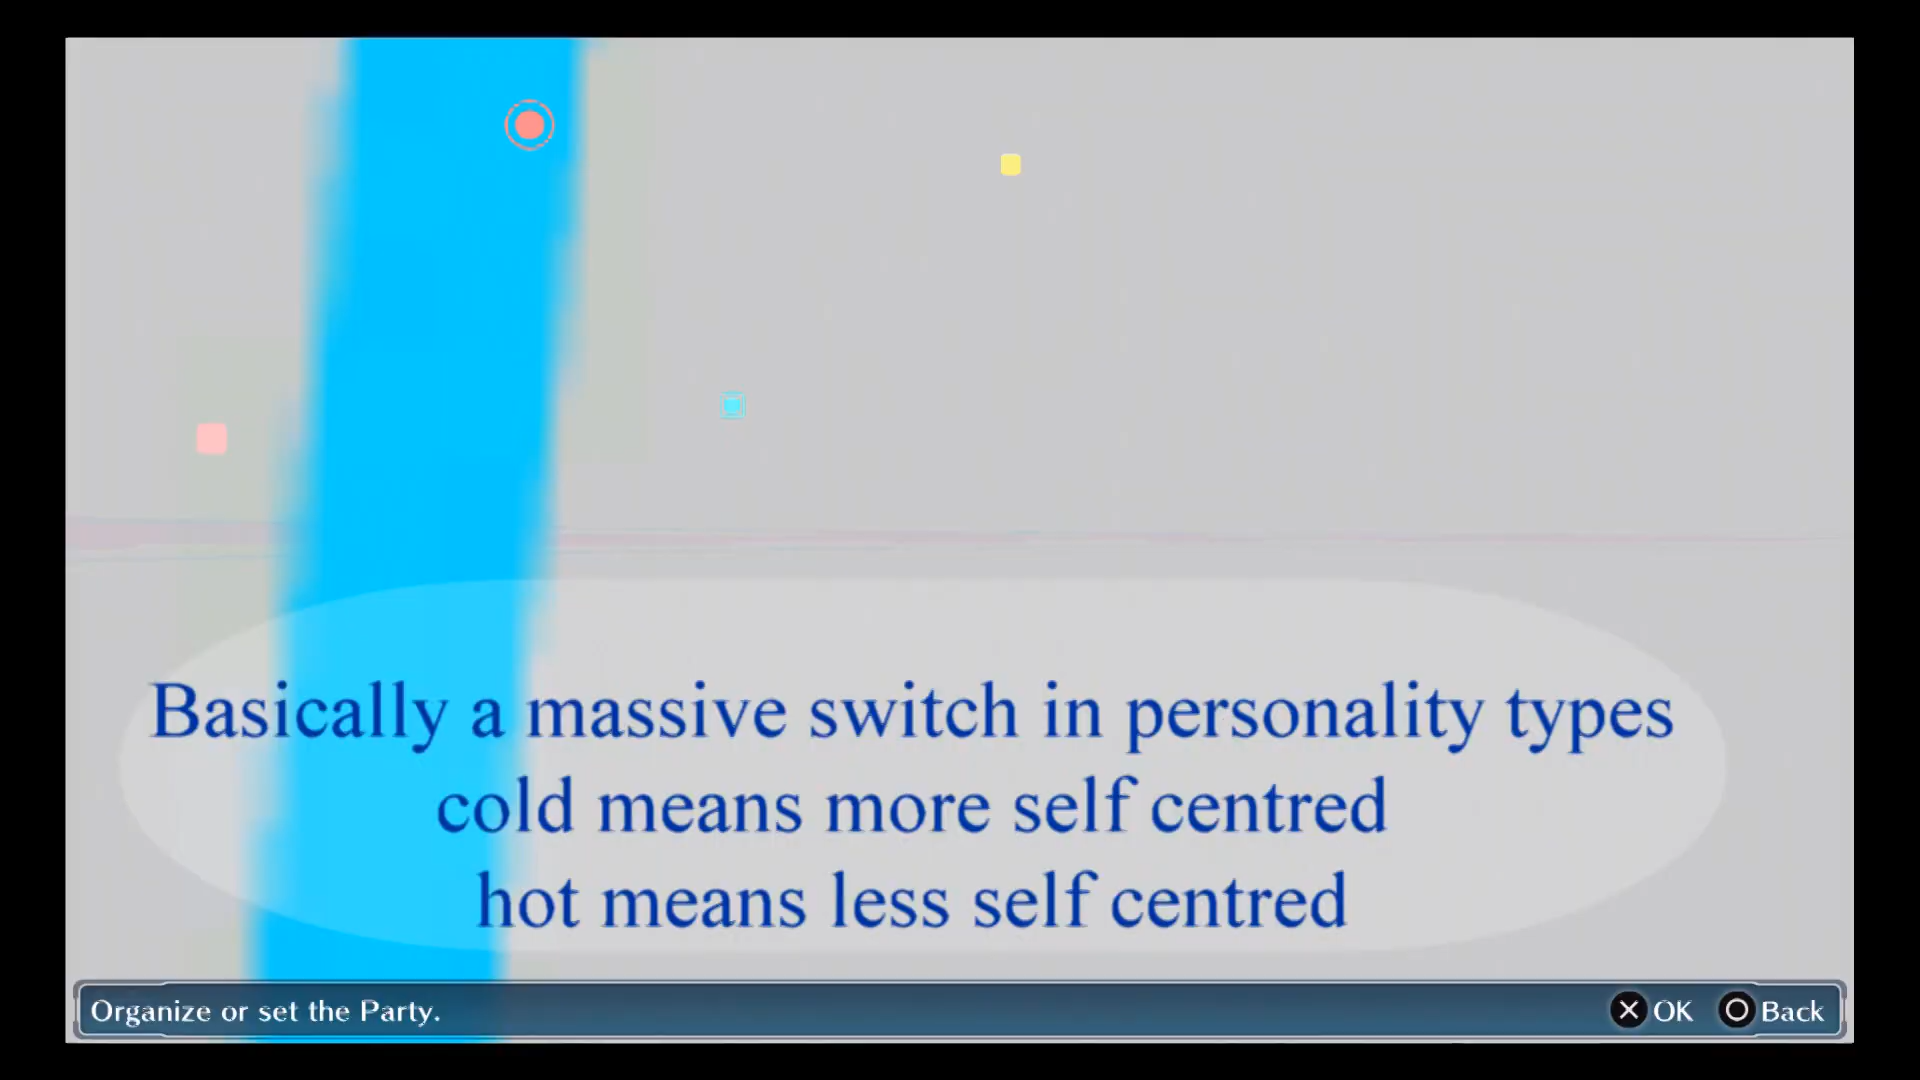 Basically a massive switch in personality types
cold means more self centred
hot means less self centred
Organize or set the Party.
OK
Back